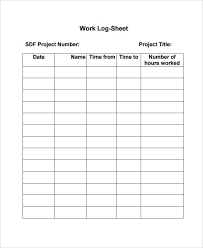 Work Log-Sheet
SDF Project Number: Project Title:
Date Name Time from Time to Number of hours worked